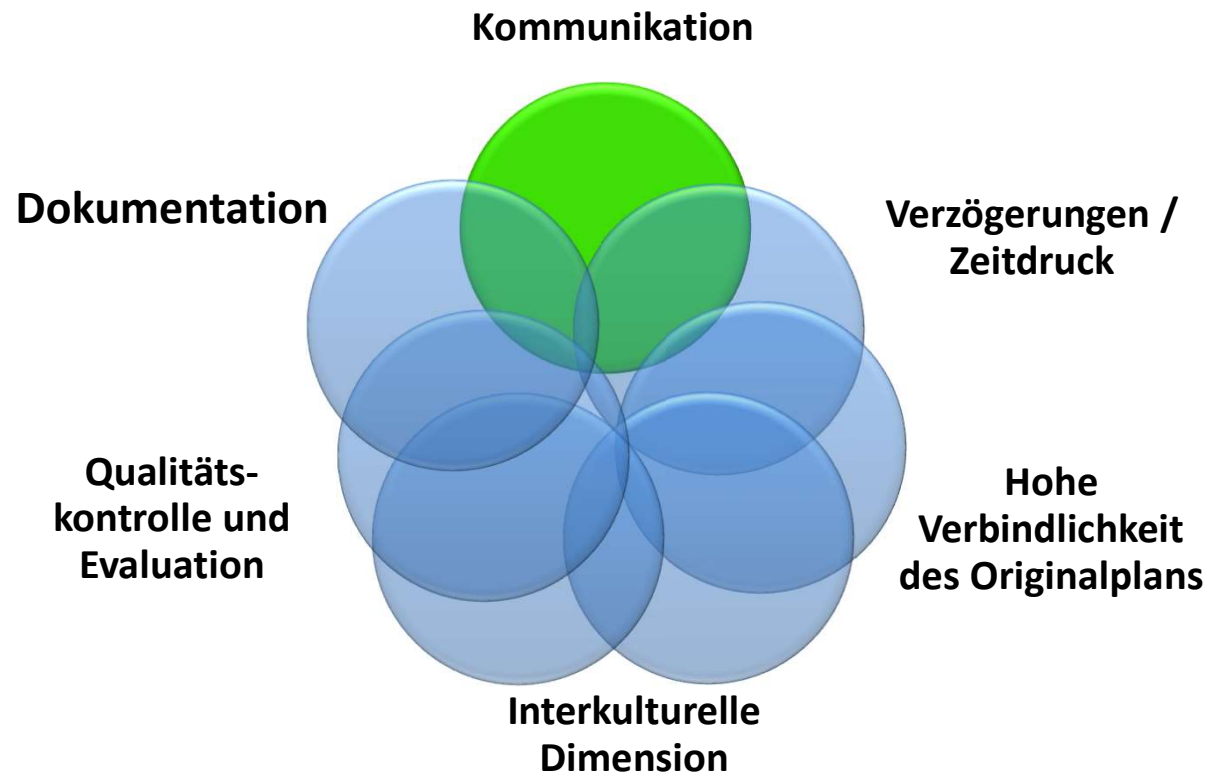 Kommunikation
Dokumentation
Verzögerungen /
Zeitdruck
Qualitäts-
kontrolle und
Evaluation
Hohe
Verbindlichkeit
des Originalplans
Interkulturelle
Dimension